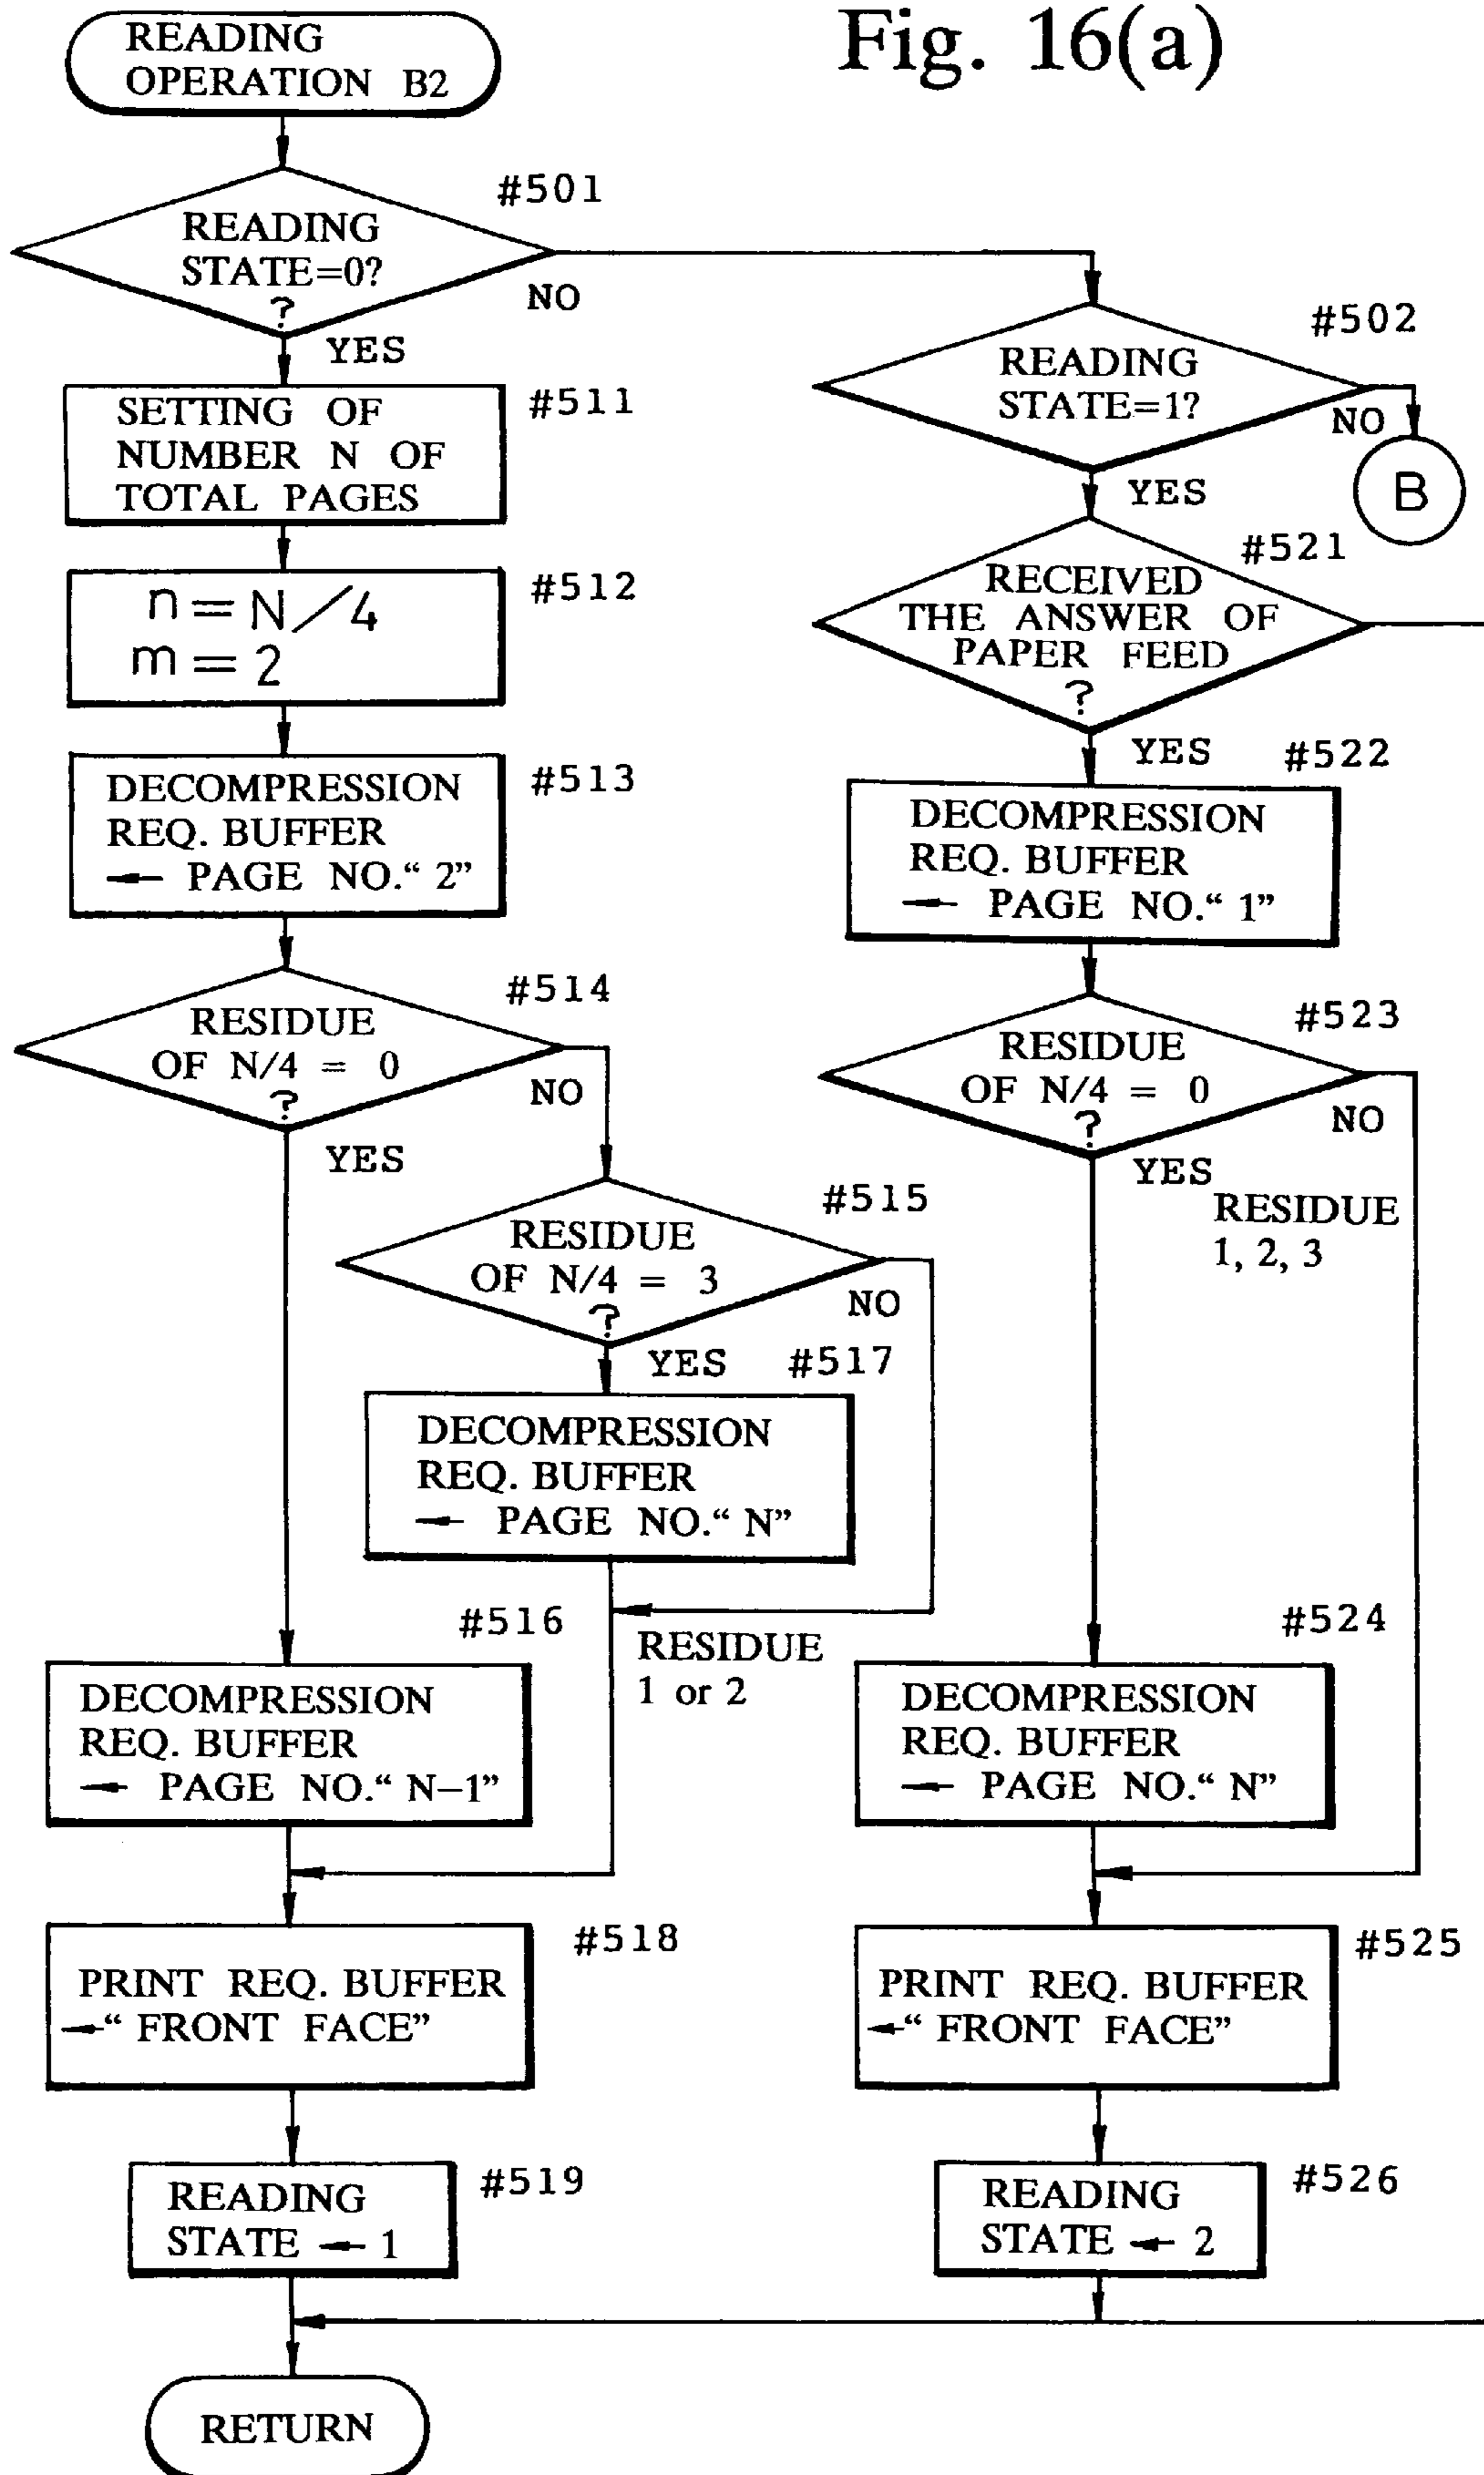 Fig. 16(a)
READING
OPERATION B2
#501
READING
STATE=0?
?
NO
YES
#511
SETTING OF
NUMBER N OF
TOTAL PAGES
#512
n = N/4
m = 2
#513
DECOMPRESSION
REQ. BUFFER
← PAGE NO. “ 2”
#514
RESIDUE
OF N/4 = 0
?
NO
YES
#515
RESIDUE
OF N/4 = 3
?
NO
YES
#517
DECOMPRESSION
REQ. BUFFER
← PAGE NO. “ N”
RESIDUE
1 or 2
#516
DECOMPRESSION
REQ. BUFFER
← PAGE NO. “ N−1”
#518
PRINT REQ. BUFFER
←“ FRONT FACE”
#519
READING
STATE ← 1
RETURN
#502
READING
STATE=1?
NO
B
YES
#521
RECEIVED
THE ANSWER OF
PAPER FEED
?
YES
#522
DECOMPRESSION
REQ. BUFFER
← PAGE NO. “ 1”
#523
RESIDUE
OF N/4 = 0
?
NO
YES
RESIDUE
1, 2, 3
#524
DECOMPRESSION
REQ. BUFFER
← PAGE NO. “ N”
#525
PRINT REQ. BUFFER
←“ FRONT FACE”
#526
READING
STATE ← 2